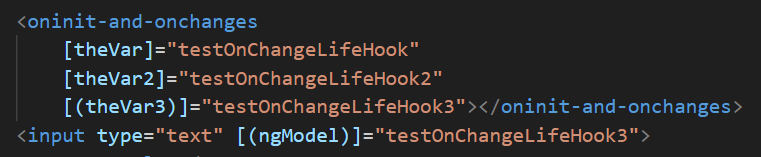 <oninit-and-onchanges
[theVar]="testOnChangeLifeHook"
[theVar2]="testOnChangeLifeHook2"
[(theVar3)]="testOnChangeLifeHook3"></oninit-and-onchanges>
<input type="text" [(ngModel)]="testOnChangeLifeHook3">